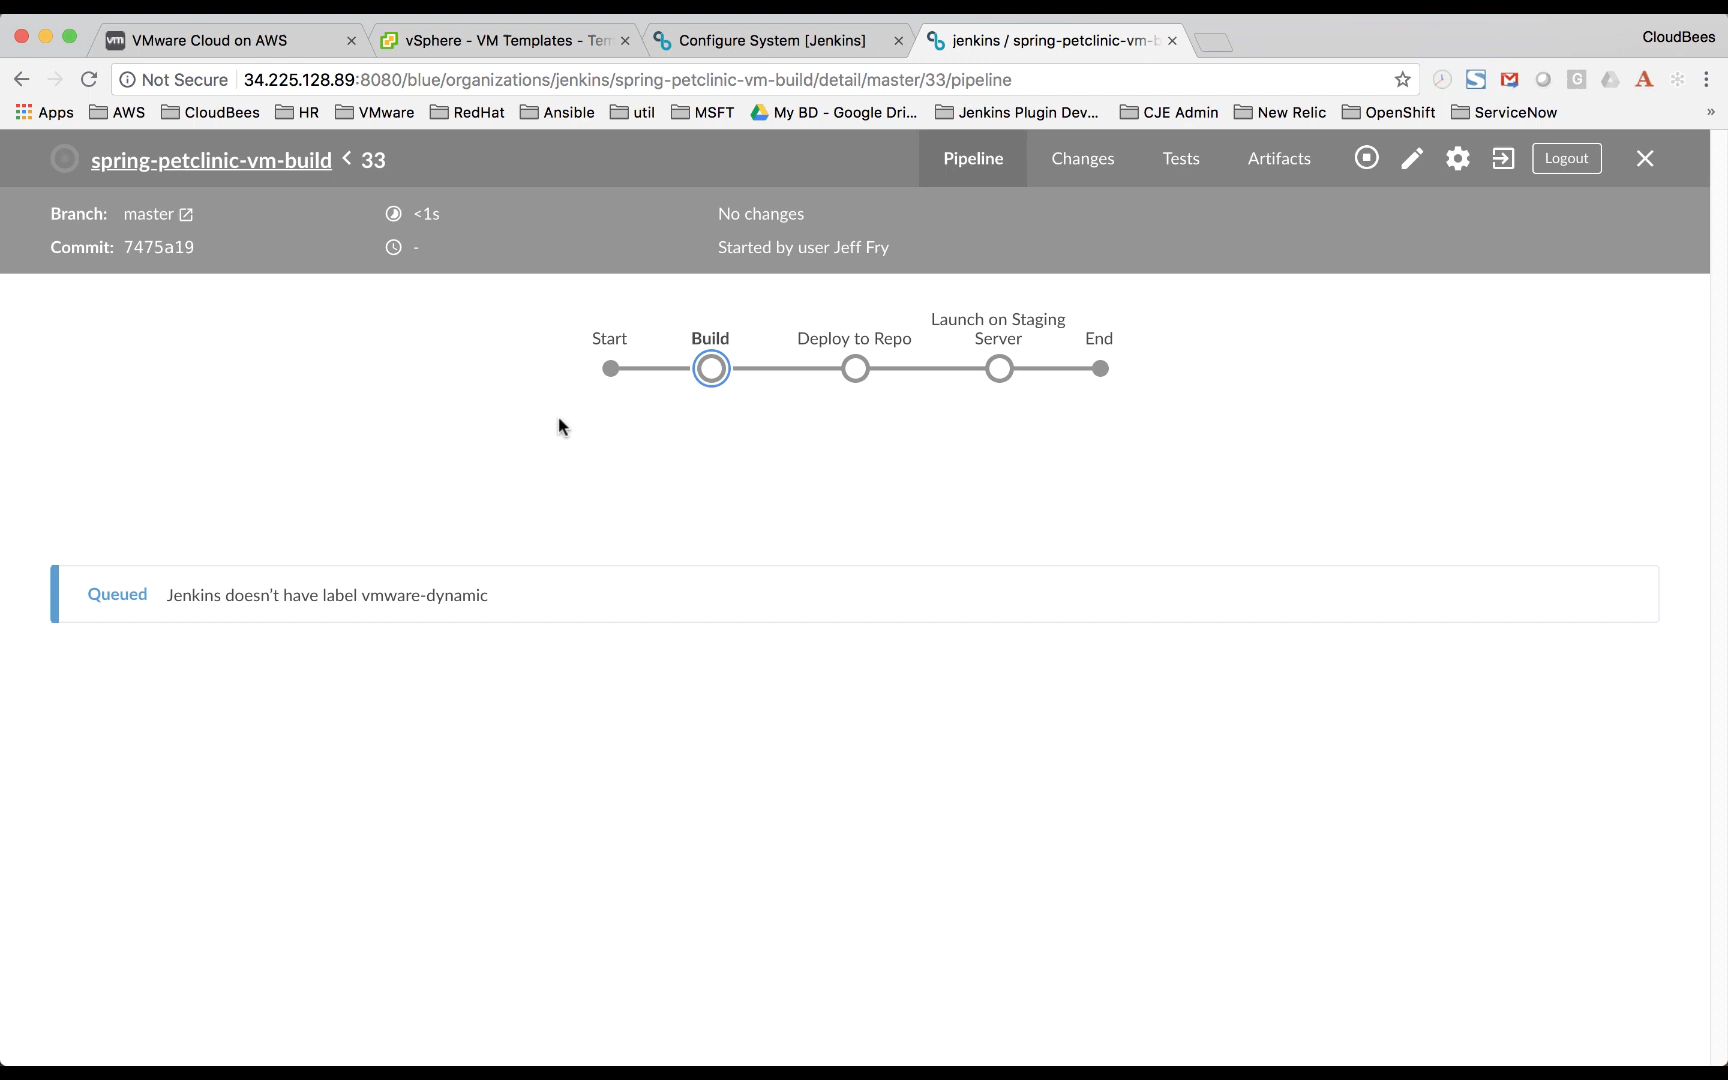 VMware Cloud on AWS
vSphere - VM Templates - Tem
Configure System [Jenkins]
jenkins / spring-petclinic-vm-b
CloudBees
Not Secure 34.225.128.89:8080/blue/organizations/jenkins/spring-petclinic-vm-build/detail/master/33/pipeline
Apps AWS CloudBees HR VMware RedHat Ansible util MSFT My BD - Google Dri... Jenkins Plugin Dev... CJE Admin New Relic OpenShift ServiceNow »
spring-petclinic-vm-build < 33
Pipeline Changes Tests Artifacts Logout
Branch: master <1s No changes
Commit: 7475a19 - Started by user Jeff Fry
Launch on Staging
Start Build Deploy to Repo Server End
Queued Jenkins doesn't have label vmware-dynamic